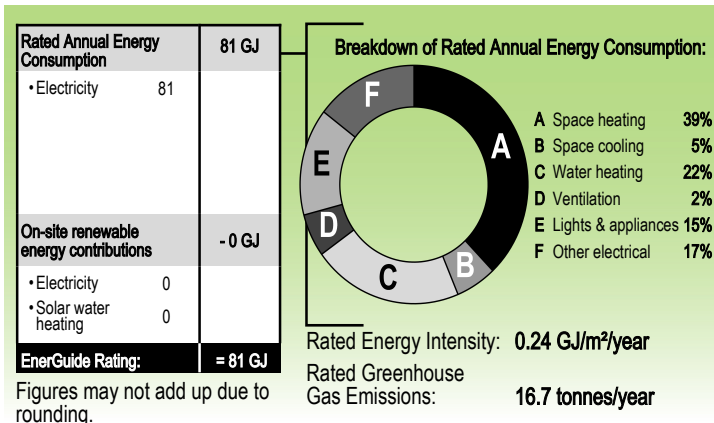 Rated Annual Energy Consumption 81 GJ
• Electricity 81
On-site renewable energy contributions - 0 GJ
• Electricity 0
• Solar water heating 0
EnerGuide Rating: = 81 GJ
Figures may not add up due to
rounding.
Breakdown of Rated Annual Energy Consumption:
A
B
C
D
E
F
A Space heating 39%
B Space cooling 5%
C Water heating 22%
D Ventilation 2%
E Lights & appliances 15%
F Other electrical 17%
Rated Energy Intensity: 0.24 GJ/m²/year
Rated Greenhouse
Gas Emissions: 16.7 tonnes/year